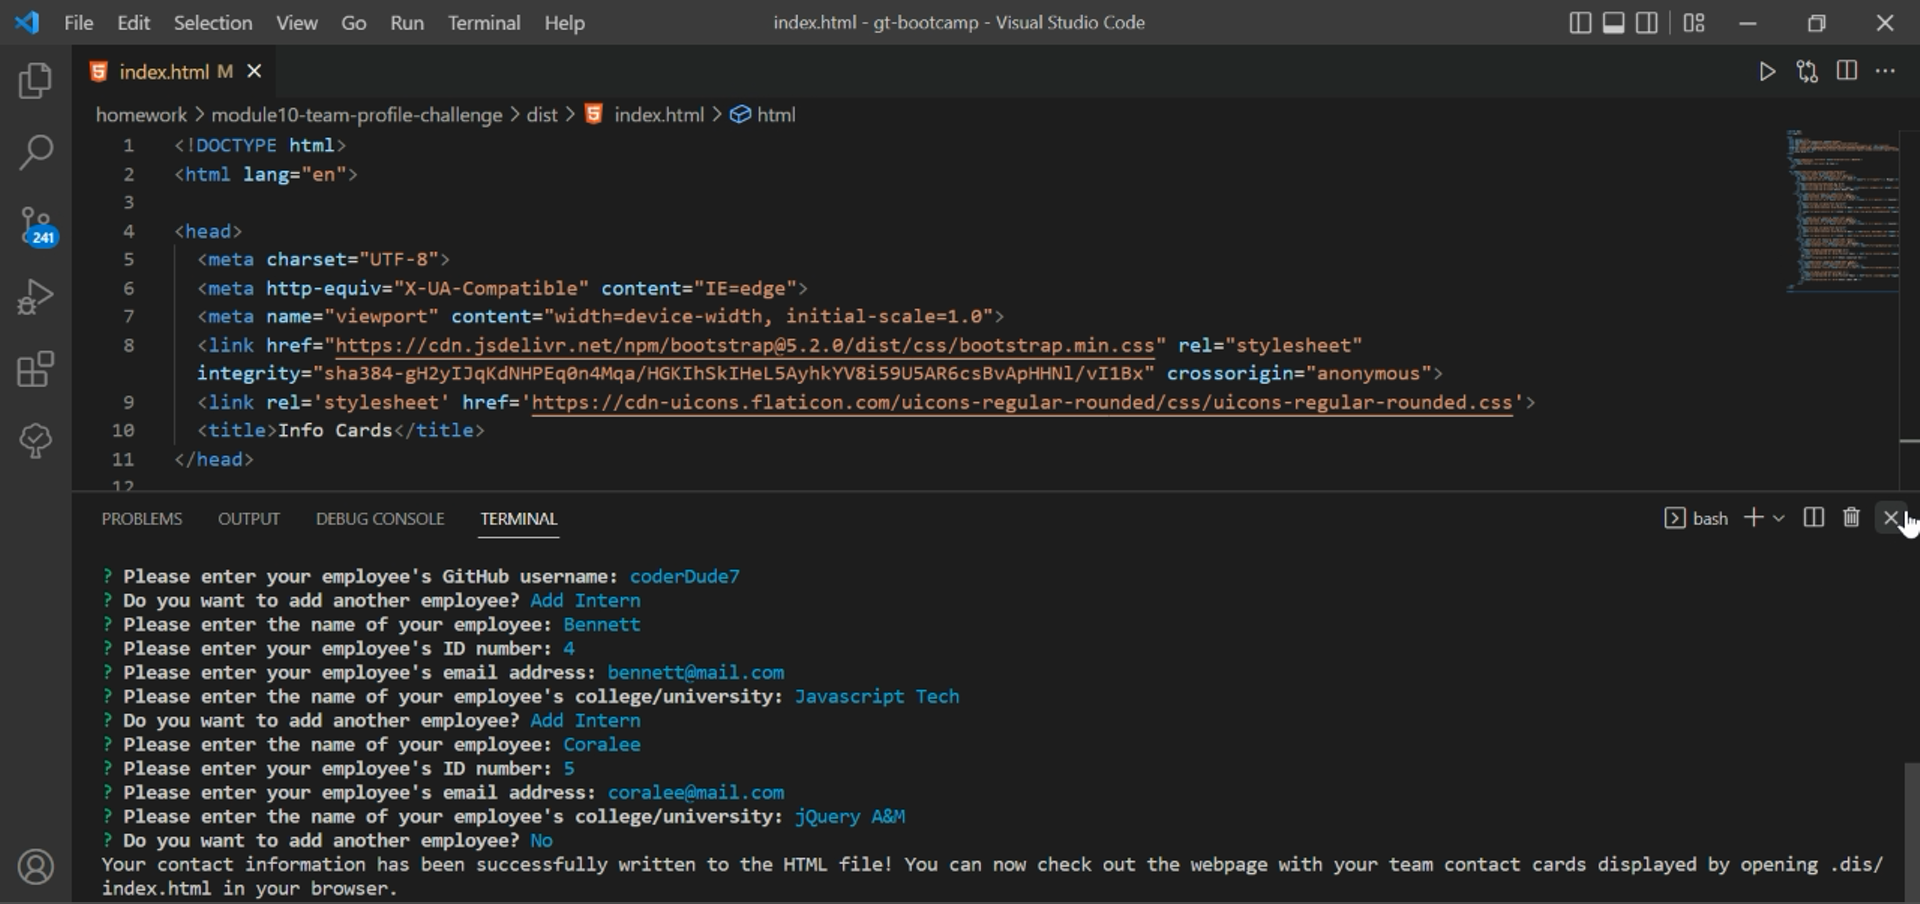 File Edit Selection View Go Run Terminal Help index.html - gt-bootcamp - Visual Studio Code
index.html M
homework > module10-team-profile-challenge > dist > index.html > html
1 <!DOCTYPE html>
2 <html lang="en">
3
4 <head>
5 <meta charset="UTF-8">
6 <meta http-equiv="X-UA-Compatible" content="IE=edge">
7 <meta name="viewport" content="width=device-width, initial-scale=1.0">
8 <link href="https://cdn.jsdelivr.net/npm/bootstrap@5.2.0/dist/css/bootstrap.min.css" rel="stylesheet"
integrity="sha384-gH2yIJqKdNHPEq0n4Mqa/HGKIhSkIHeL5AyhkYV8i59U5AR6csBvApHHNl/vI1Bx" crossorigin="anonymous">
9 <link rel='stylesheet' href='https://cdn-uicons.flaticon.com/uicons-regular-rounded/css/uicons-regular-rounded.css'>
10 <title>Info Cards</title>
11 </head>
12
241
PROBLEMS OUTPUT DEBUG CONSOLE TERMINAL bash
? Please enter your employee's GitHub username: coderDude7
? Do you want to add another employee? Add Intern
? Please enter the name of your employee: Bennett
? Please enter your employee's ID number: 4
? Please enter your employee's email address: bennett@mail.com
? Please enter the name of your employee's college/university: Javascript Tech
? Do you want to add another employee? Add Intern
? Please enter the name of your employee: Coralee
? Please enter your employee's ID number: 5
? Please enter your employee's email address: coralee@mail.com
? Please enter the name of your employee's college/university: jQuery A&M
? Do you want to add another employee? No
Your contact information has been successfully written to the HTML file! You can now check out the webpage with your team contact cards displayed by opening .dis/
index.html in your browser.